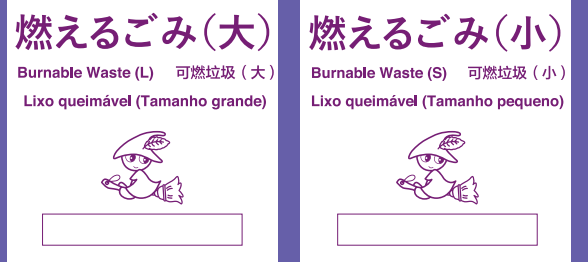 燃えるごみ(大)
Burnable Waste (L) 可燃垃圾(大)
Lixo queimável (Tamanho grande)
燃えるごみ(小)
Burnable Waste (S) 可燃垃圾(小)
Lixo queimável (Tamanho pequeno)